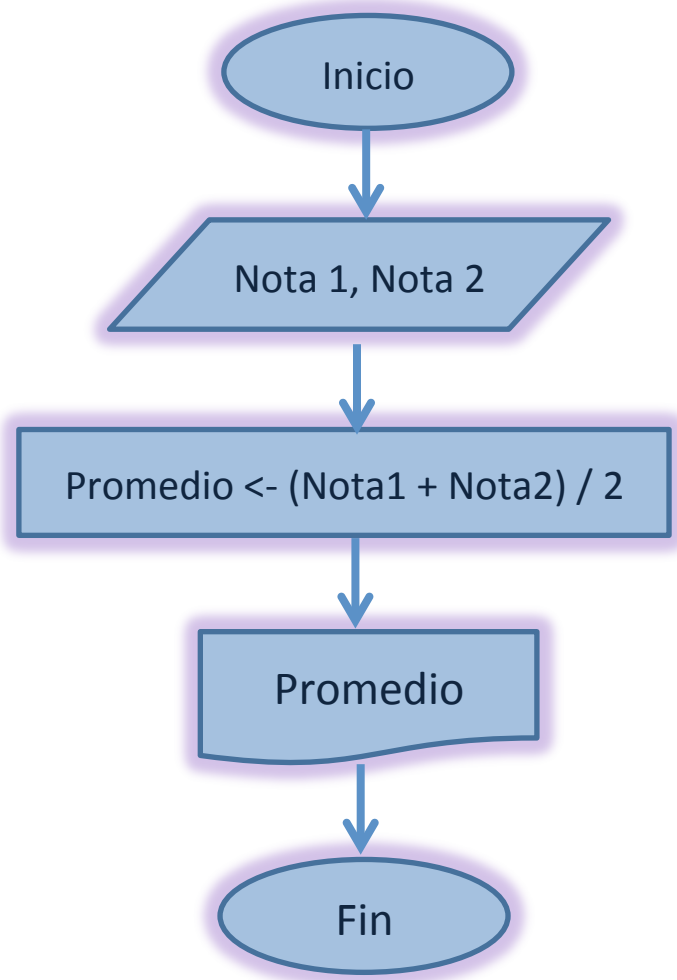 Inicio
Nota 1, Nota 2
Promedio <- (Nota1 + Nota2) / 2
Promedio
Fin